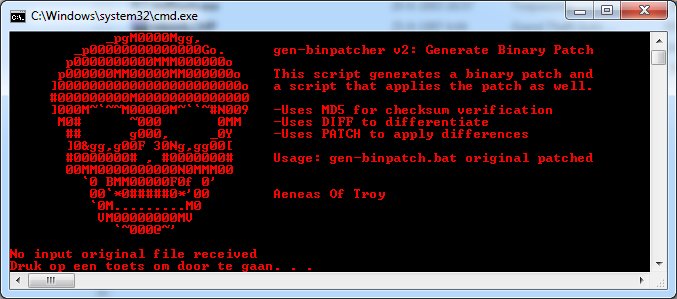 C:\Windows\system32\cmd.exe
gen-binpatcher v2: Generate Binary Patch
This script generates a binary patch and
a script that applies the patch as well.
-Uses MD5 for checksum verification
-Uses DIFF to differentiate
-Uses PATCH to apply differences
Usage: gen-binpatch.bat original patched
Aeneas Of Troy
No input original file received
Druk op een toets om door te gaan. . .